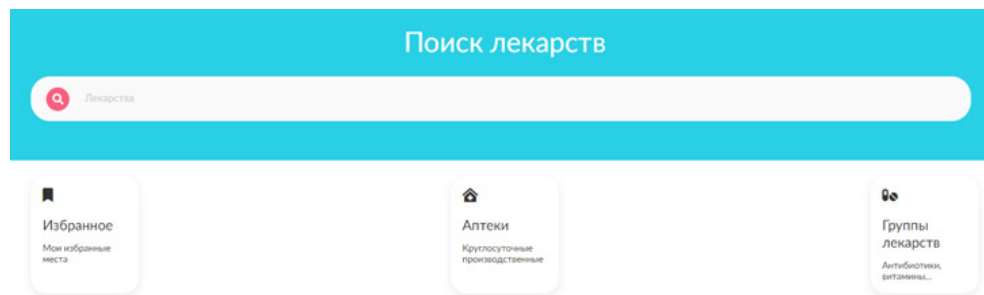 Поиск лекарств
Лекарства
Избранное
Мои избранные
места
Аптеки
Круглосуточные
производственные
Группы
лекарств
Антибиотики,
витамины...